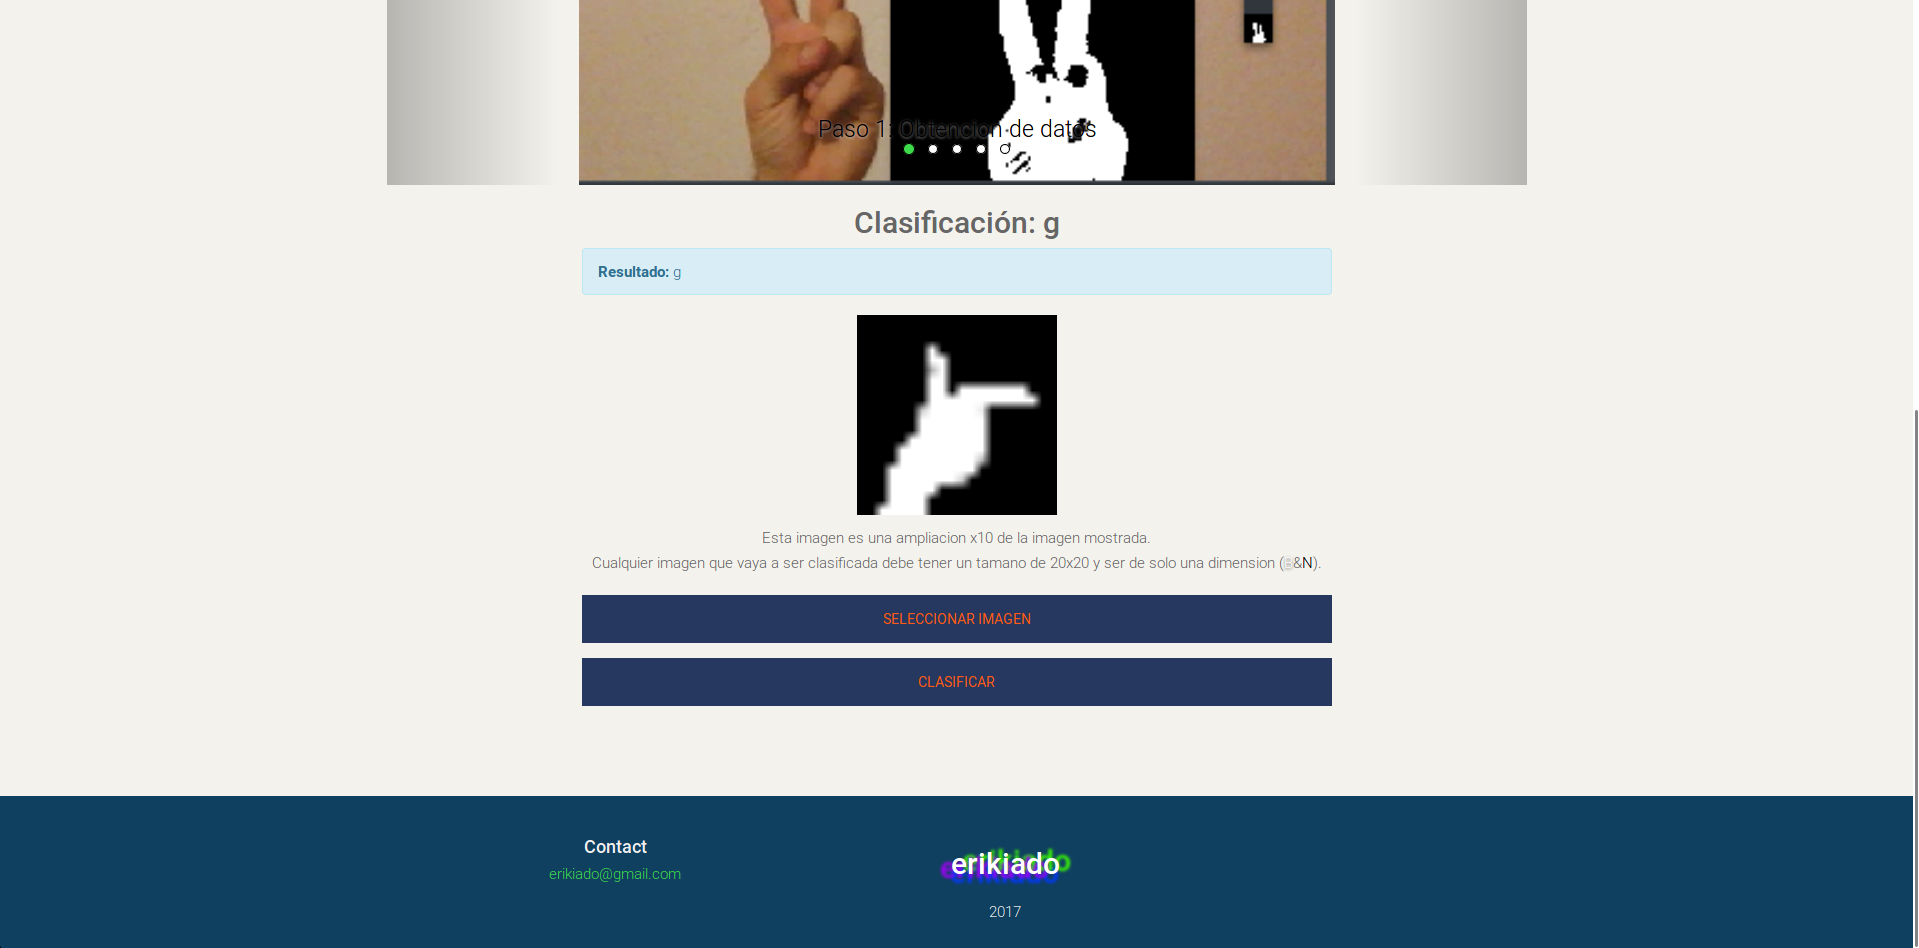 Paso 1: Obtencion de datos
Clasificación: g
Resultado: g
Esta imagen es una ampliacion x10 de la imagen mostrada.
Cualquier imagen que vaya a ser clasificada debe tener un tamano de 20x20 y ser de solo una dimension (B&N).
SELECCIONAR IMAGEN
CLASIFICAR
Contact
erikiado@gmail.com
erikiado
2017